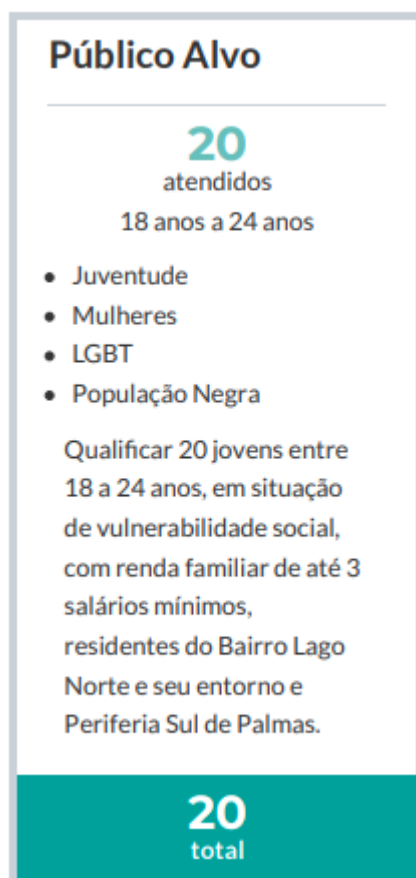 Público Alvo
20
atendidos
18 anos a 24 anos
• Juventude
• Mulheres
• LGBT
• População Negra
Qualificar 20 jovens entre
18 a 24 anos, em situação
de vulnerabilidade social,
com renda familiar de até 3
salários mínimos,
residentes do Bairro Lago
Norte e seu entorno e
Periferia Sul de Palmas.
20
total